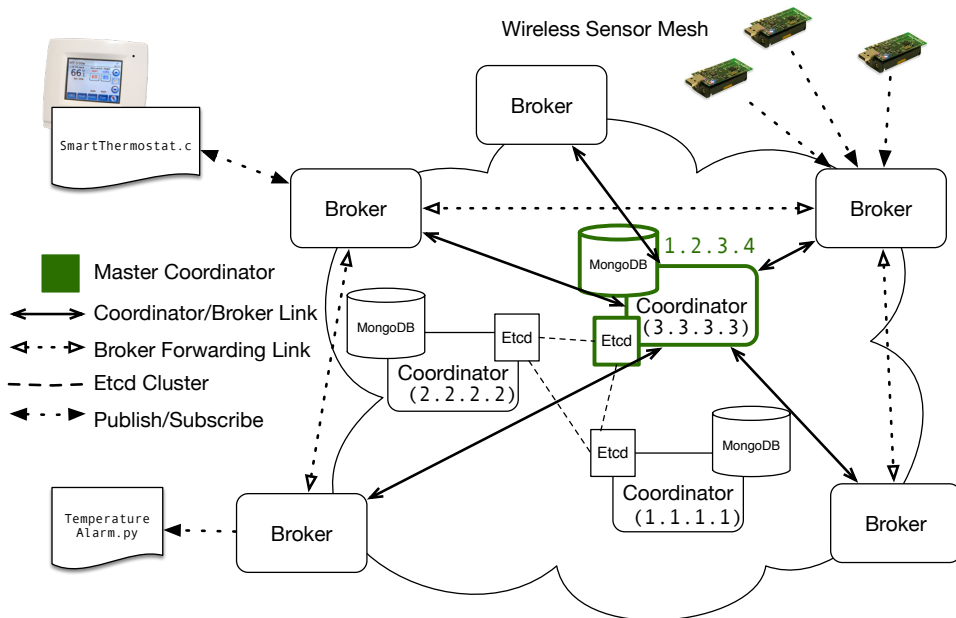 Wireless Sensor Mesh
66
SmartThermostat.c
Broker
Broker
Broker
1.2.3.4
MongoDB
Coordinator
(3.3.3.3)
Etcd
Master Coordinator
Coordinator/Broker Link
Broker Forwarding Link
Etcd Cluster
Publish/Subscribe
MongoDB
Etcd
Coordinator
(2.2.2.2)
Etcd
MongoDB
Coordinator
(1.1.1.1)
Temperature
Alarm.py
Broker
Broker